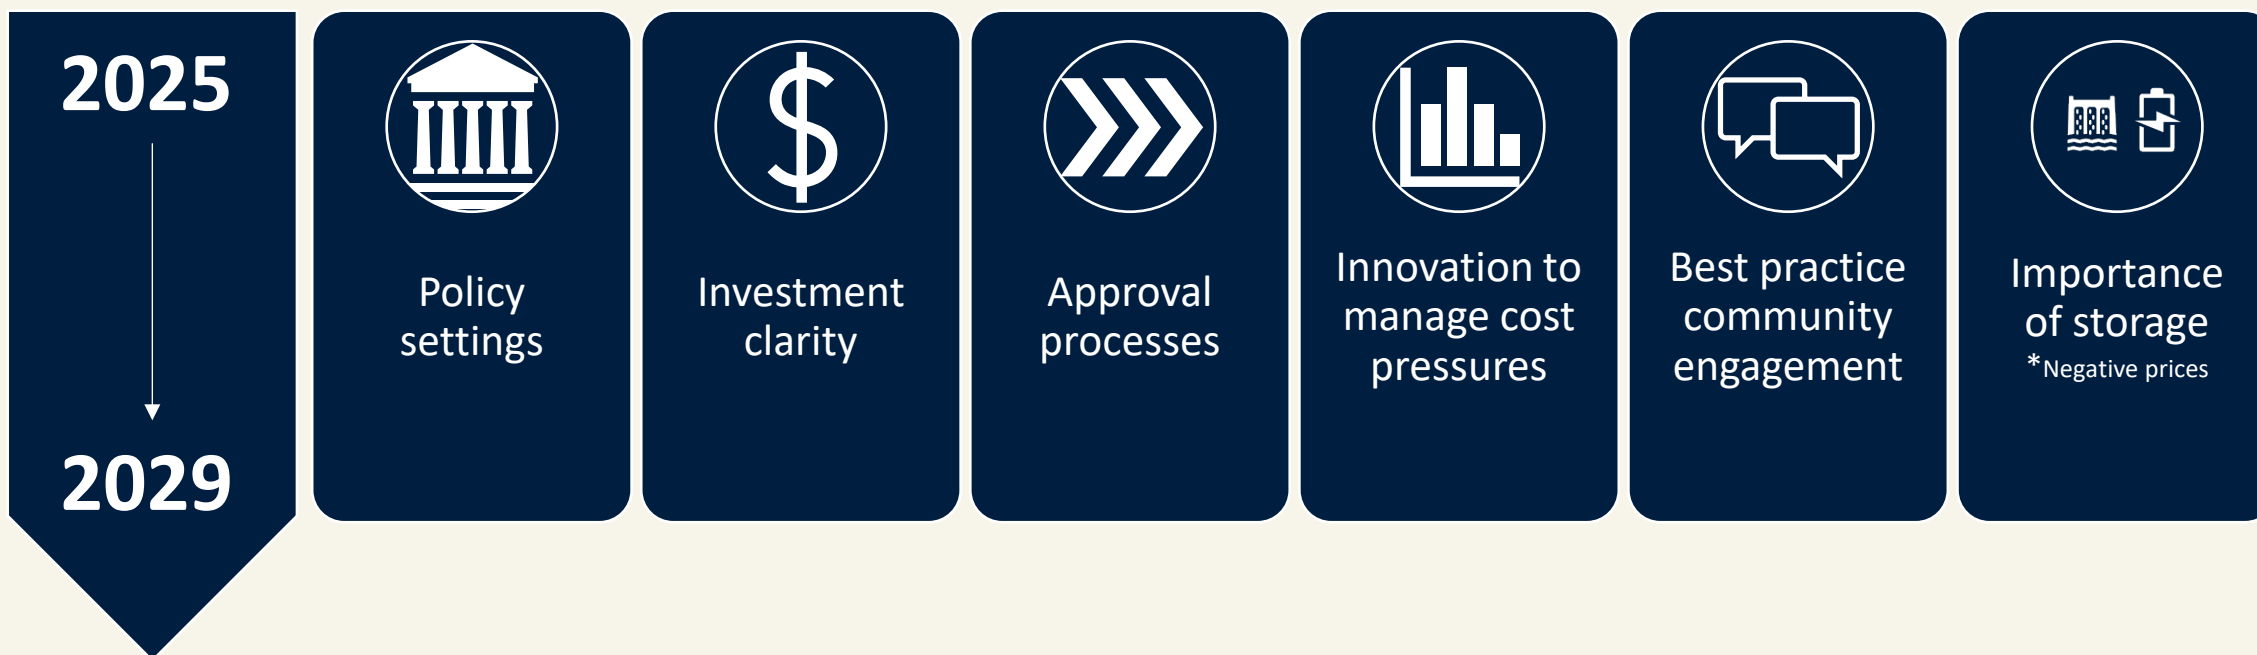 2025
2029
Policy
settings
Investment
clarity
Approval
processes
Innovation to
manage cost
pressures
Best practice
community
engagement
Importance
of storage
*Negative prices